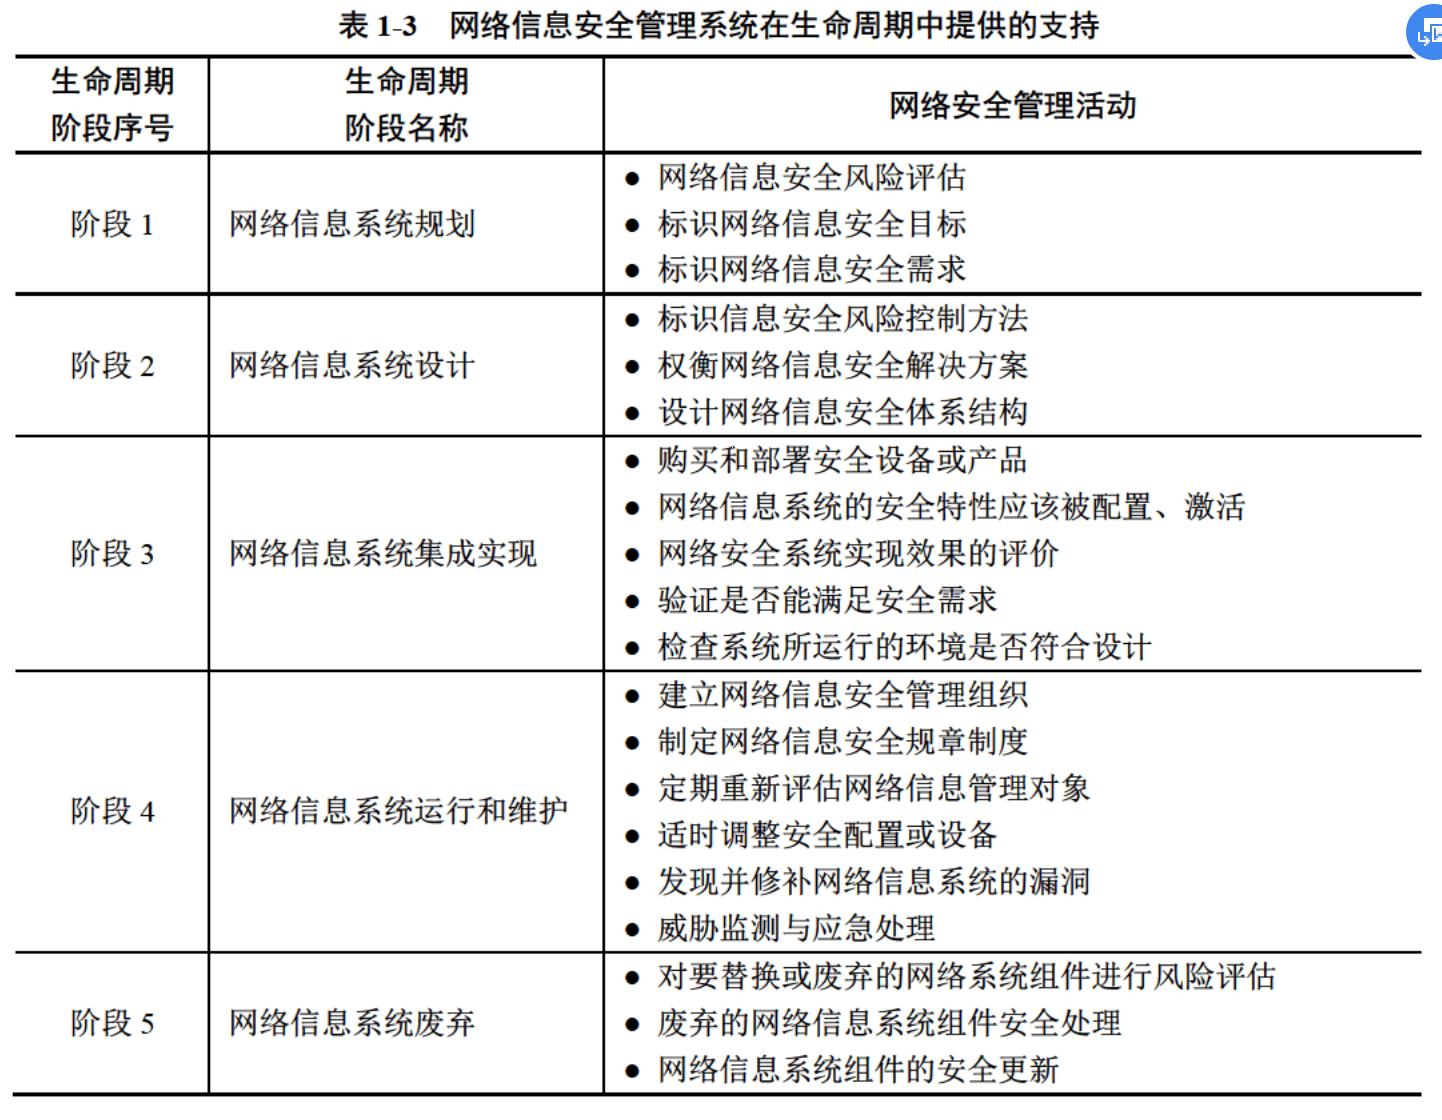 表 1-3 网络信息安全管理系统在生命周期中提供的支持
生命周期
阶段序号
生命周期
阶段名称
网络安全管理活动
阶段 1
网络信息系统规划
● 网络信息安全风险评估
● 标识网络信息安全目标
● 标识网络信息安全需求
阶段 2
网络信息系统设计
● 标识信息安全风险控制方法
● 权衡网络信息安全解决方案
● 设计网络信息安全体系结构
阶段 3
网络信息系统集成实现
● 购买和部署安全设备或产品
● 网络信息系统的安全特性应该被配置、激活
● 网络安全系统实现效果的评价
● 验证是否能满足安全需求
● 检查系统所运行的环境是否符合设计
阶段 4
网络信息系统运行和维护
● 建立网络信息安全管理组织
● 制定网络信息安全规章制度
● 定期重新评估网络信息管理对象
● 适时调整安全配置或设备
● 发现并修补网络信息系统的漏洞
● 威胁监测与应急处理
阶段 5
网络信息系统废弃
● 对要替换或废弃的网络系统组件进行风险评估
● 废弃的网络信息系统组件安全处理
● 网络信息系统组件的安全更新